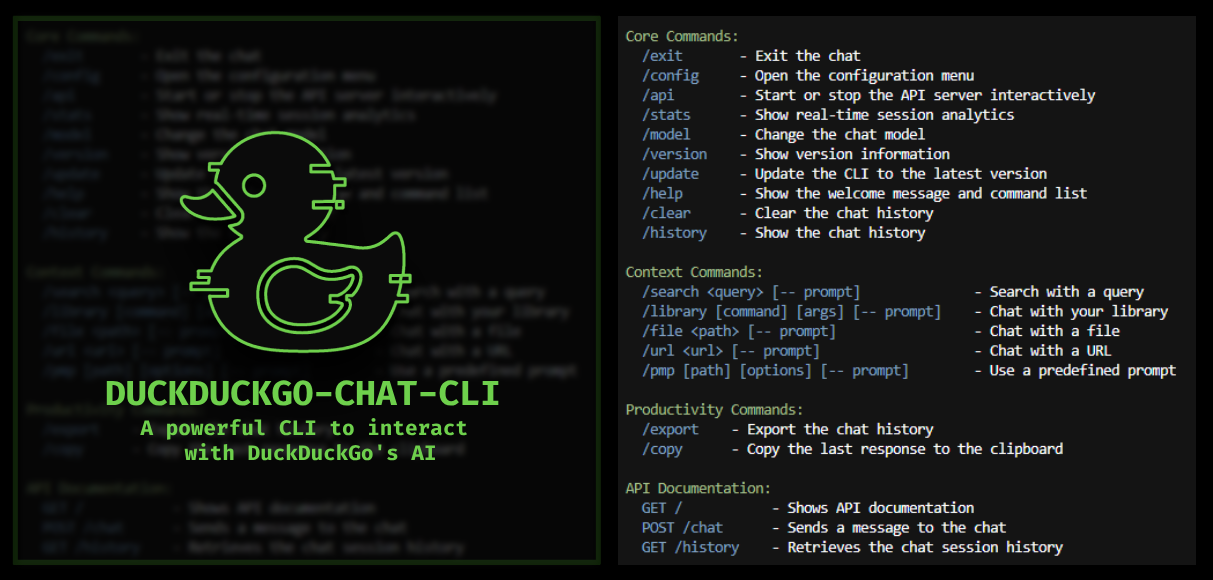 DUCKDUCKGO-CHAT-CLI
A powerful CLI to interact
with DuckDuckGo's AI
Core Commands:
/exit - Exit the chat
/config - Open the configuration menu
/api - Start or stop the API server interactively
/stats - Show real-time session analytics
/model - Change the chat model
/version - Show version information
/update - Update the CLI to the latest version
/help - Show the welcome message and command list
/clear - Clear the chat history
/history - Show the chat history
Context Commands:
/search <query> [-- prompt] - Search with a query
/library [command] [args] [-- prompt] - Chat with your library
/file <path> [-- prompt] - Chat with a file
/url <url> [-- prompt] - Chat with a URL
/pmp [path] [options] [-- prompt] - Use a predefined prompt
Productivity Commands:
/export - Export the chat history
/copy - Copy the last response to the clipboard
API Documentation:
GET / - Shows API documentation
POST /chat - Sends a message to the chat
GET /history - Retrieves the chat session history